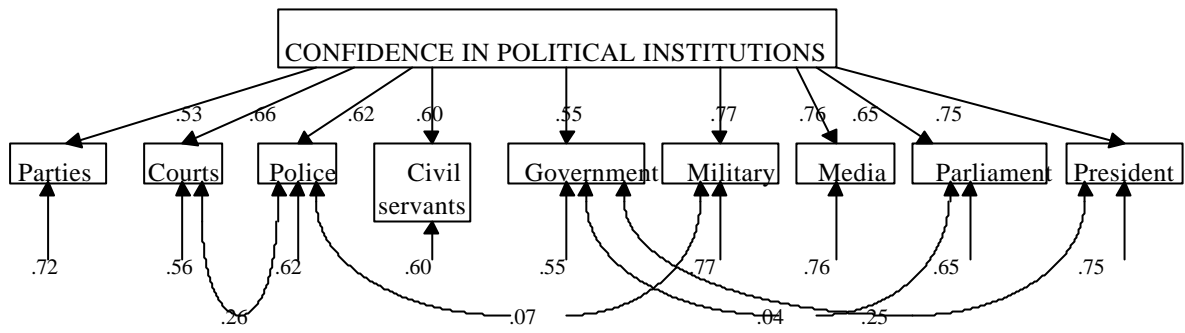 CONFIDENCE IN POLITICAL INSTITUTIONS
.53 .66 .62 .60 .55 .77 .76 .65 .75
Parties Courts Police Civil Government Military Media Parliament President
servants
.72 .56 .62 .60 .55 .77 .76 .65 .75
.26 .07 .04 .25